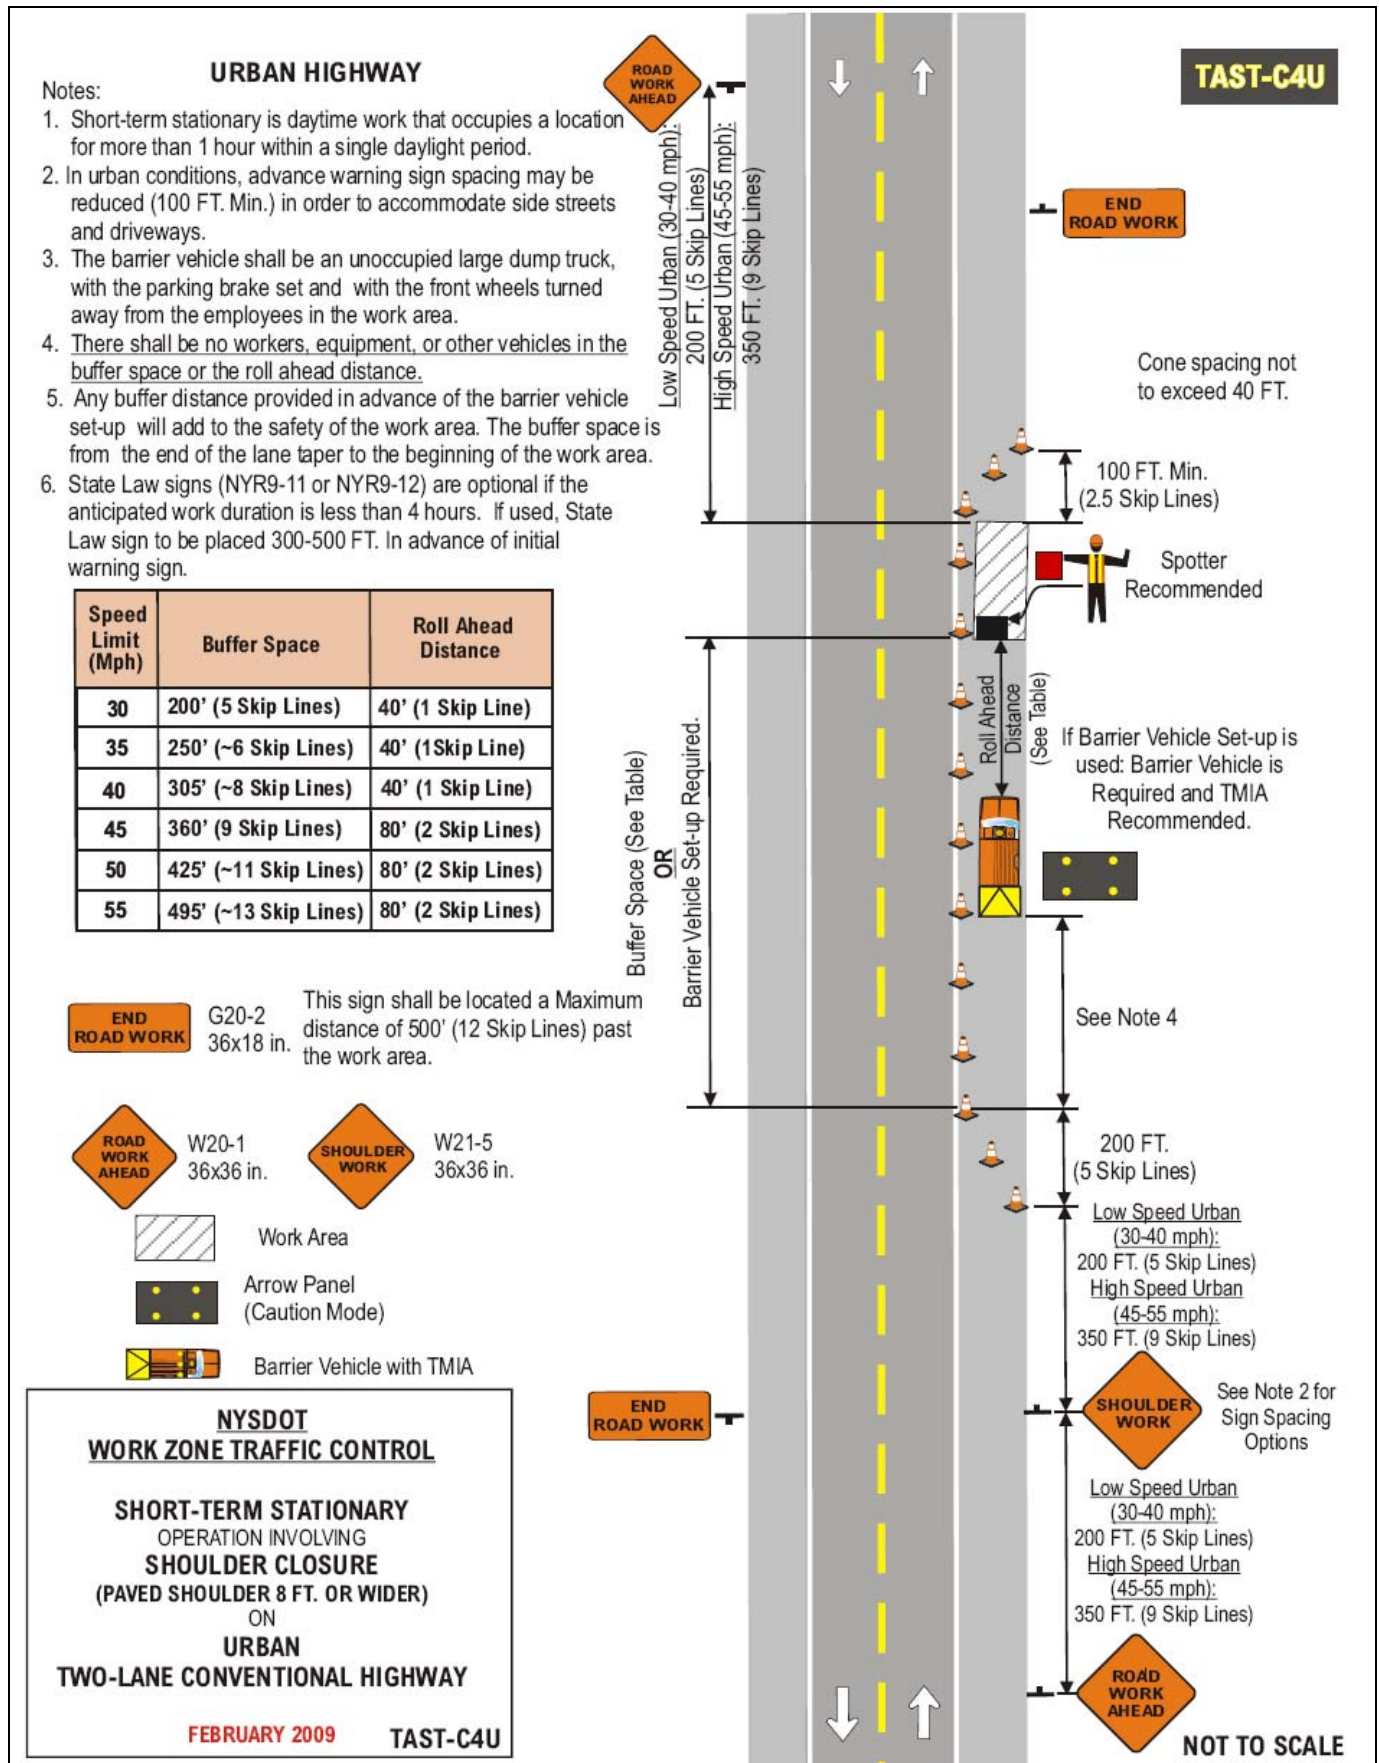 URBAN HIGHWAY
Notes:
1. Short-term stationary is daytime work that occupies a location
for more than 1 hour within a single daylight period.
2. In urban conditions, advance warning sign spacing may be
reduced (100 FT. Min.) in order to accommodate side streets
and driveways.
3. The barrier vehicle shall be an unoccupied large dump truck,
with the parking brake set and with the front wheels turned
away from the employees in the work area.
4. There shall be no workers, equipment, or other vehicles in the
buffer space or the roll ahead distance.
5. Any buffer distance provided in advance of the barrier vehicle
set-up will add to the safety of the work area. The buffer space is
from the end of the lane taper to the beginning of the work area.
6. State Law signs (NYR9-11 or NYR9-12) are optional if the
anticipated work duration is less than 4 hours. If used, State
Law sign to be placed 300-500 FT. In advance of initial
warning sign.
Speed
Limit
(Mph)
Buffer Space
Roll Ahead
Distance
30 200' (5 Skip Lines) 40' (1 Skip Line)
35 250' (~6 Skip Lines) 40' (1Skip Line)
40 305' (~8 Skip Lines) 40' (1 Skip Line)
45 360' (9 Skip Lines) 80' (2 Skip Lines)
50 425' (~11 Skip Lines) 80' (2 Skip Lines)
55 495' (~13 Skip Lines) 80' (2 Skip Lines)
END
ROAD WORK
G20-2
36x18 in.
This sign shall be located a Maximum
distance of 500' (12 Skip Lines) past
the work area.
ROAD
WORK
AHEAD
W20-1
36x36 in.
SHOULDER
WORK
W21-5
36x36 in.
Work Area
Arrow Panel
(Caution Mode)
Barrier Vehicle with TMIA
NYSDOT
WORK ZONE TRAFFIC CONTROL
SHORT-TERM STATIONARY
OPERATION INVOLVING
SHOULDER CLOSURE
(PAVED SHOULDER 8 FT. OR WIDER)
ON
URBAN
TWO-LANE CONVENTIONAL HIGHWAY
FEBRUARY 2009 TAST-C4U
ROAD
WORK
AHEAD
Low Speed Urban (30-40 mph):
200 FT. (5 Skip Lines)
High Speed Urban (45-55 mph):
350 FT. (9 Skip Lines)
Buffer Space (See Table)
OR
Barrier Vehicle Set-up Required.
END
ROAD WORK
TAST-C4U
END
ROAD WORK
Cone spacing not
to exceed 40 FT.
100 FT. Min.
(2.5 Skip Lines)
Spotter
Recommended
Roll Ahead
Distance
(See Table)
If Barrier Vehicle Set-up is
used: Barrier Vehicle is
Required and TMIA
Recommended.
See Note 4
200 FT.
(5 Skip Lines)
Low Speed Urban
(30-40 mph):
200 FT. (5 Skip Lines)
High Speed Urban
(45-55 mph):
350 FT. (9 Skip Lines)
SHOULDER
WORK
See Note 2 for
Sign Spacing
Options
Low Speed Urban
(30-40 mph):
200 FT. (5 Skip Lines)
High Speed Urban
(45-55 mph):
350 FT. (9 Skip Lines)
ROAD
WORK
AHEAD
NOT TO SCALE